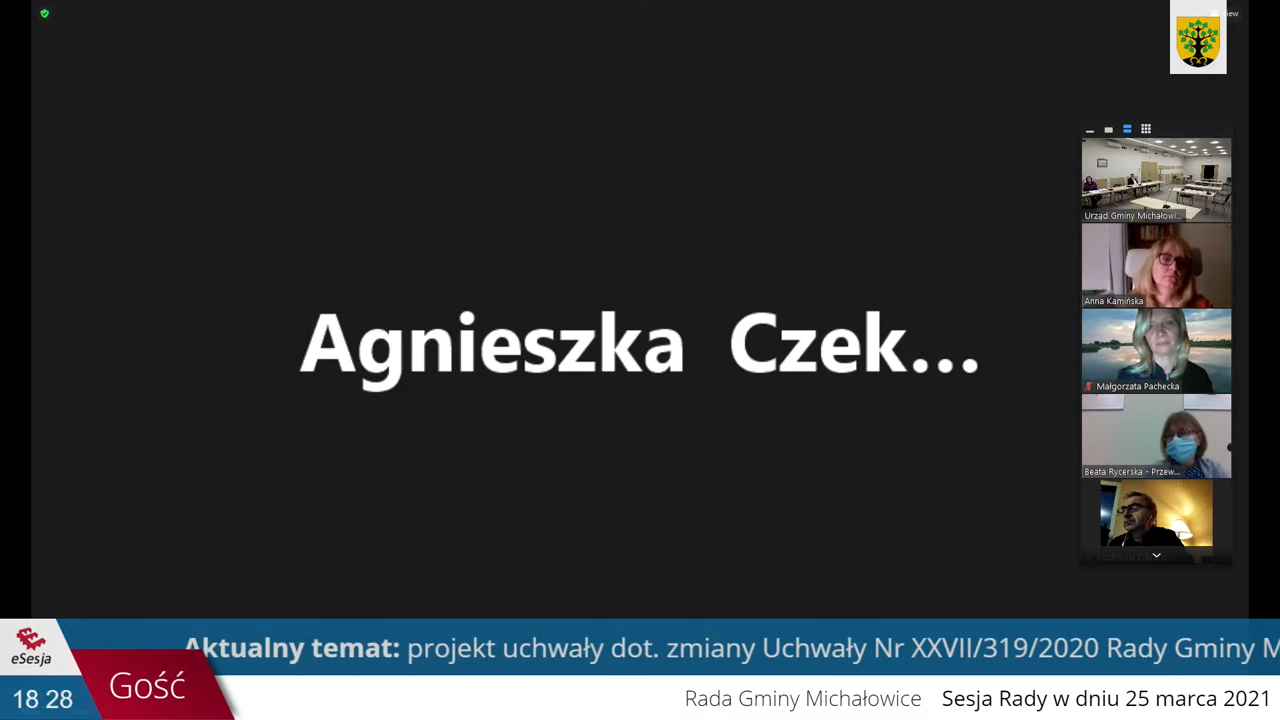 View
Urząd Gminy Michałowi...
Anna Kamińska
Agnieszka Czek...
Małgorzata Pachecka
Beata Rycerska - Przew...
Aktualny temat: projekt uchwały dot. zmiany Uchwały Nr XXVII/319/2020 Rady Gminy M
eSesja
Gość
18 28
Rada Gminy Michałowice Sesja Rady w dniu 25 marca 2021